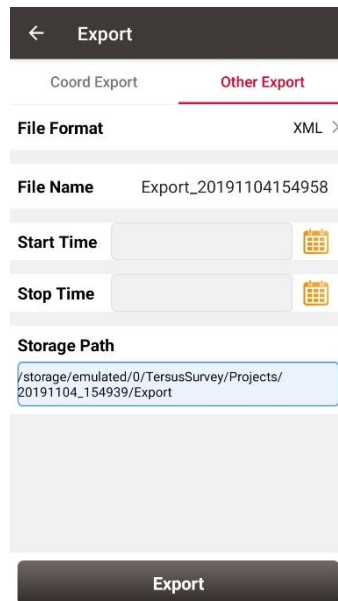 Export
Coord Export Other Export
File Format XML
File Name Export_20191104154958
Start Time
Stop Time
Storage Path
/storage/emulated/0/TersusSurvey/Projects/
20191104_154939/Export
Export